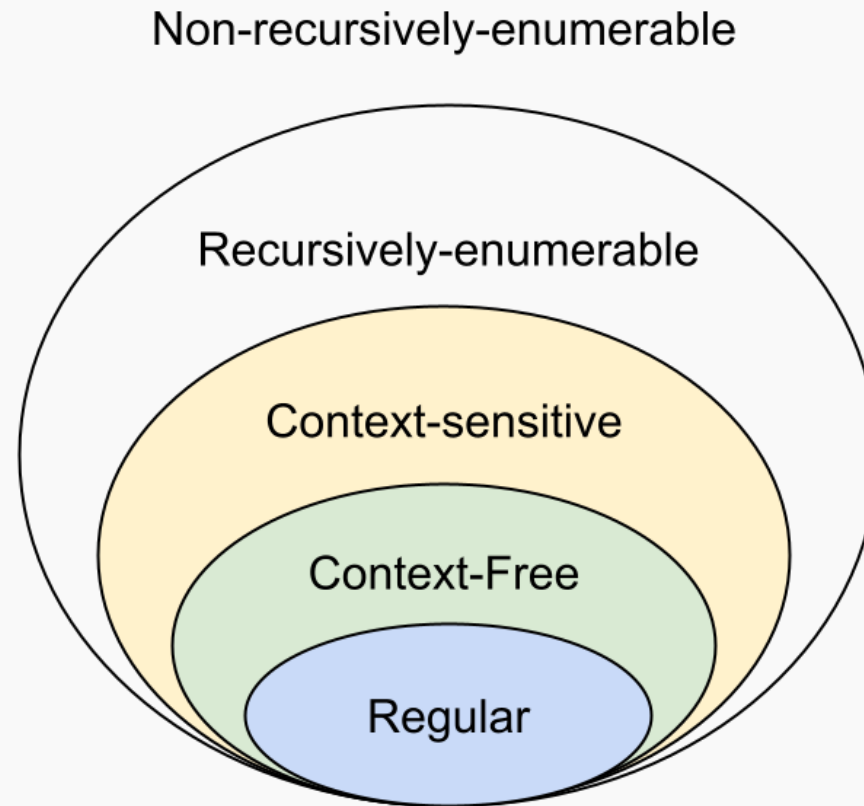 Non-recursively-enumerable
Recursively-enumerable
Context-sensitive
Context-Free
Regular